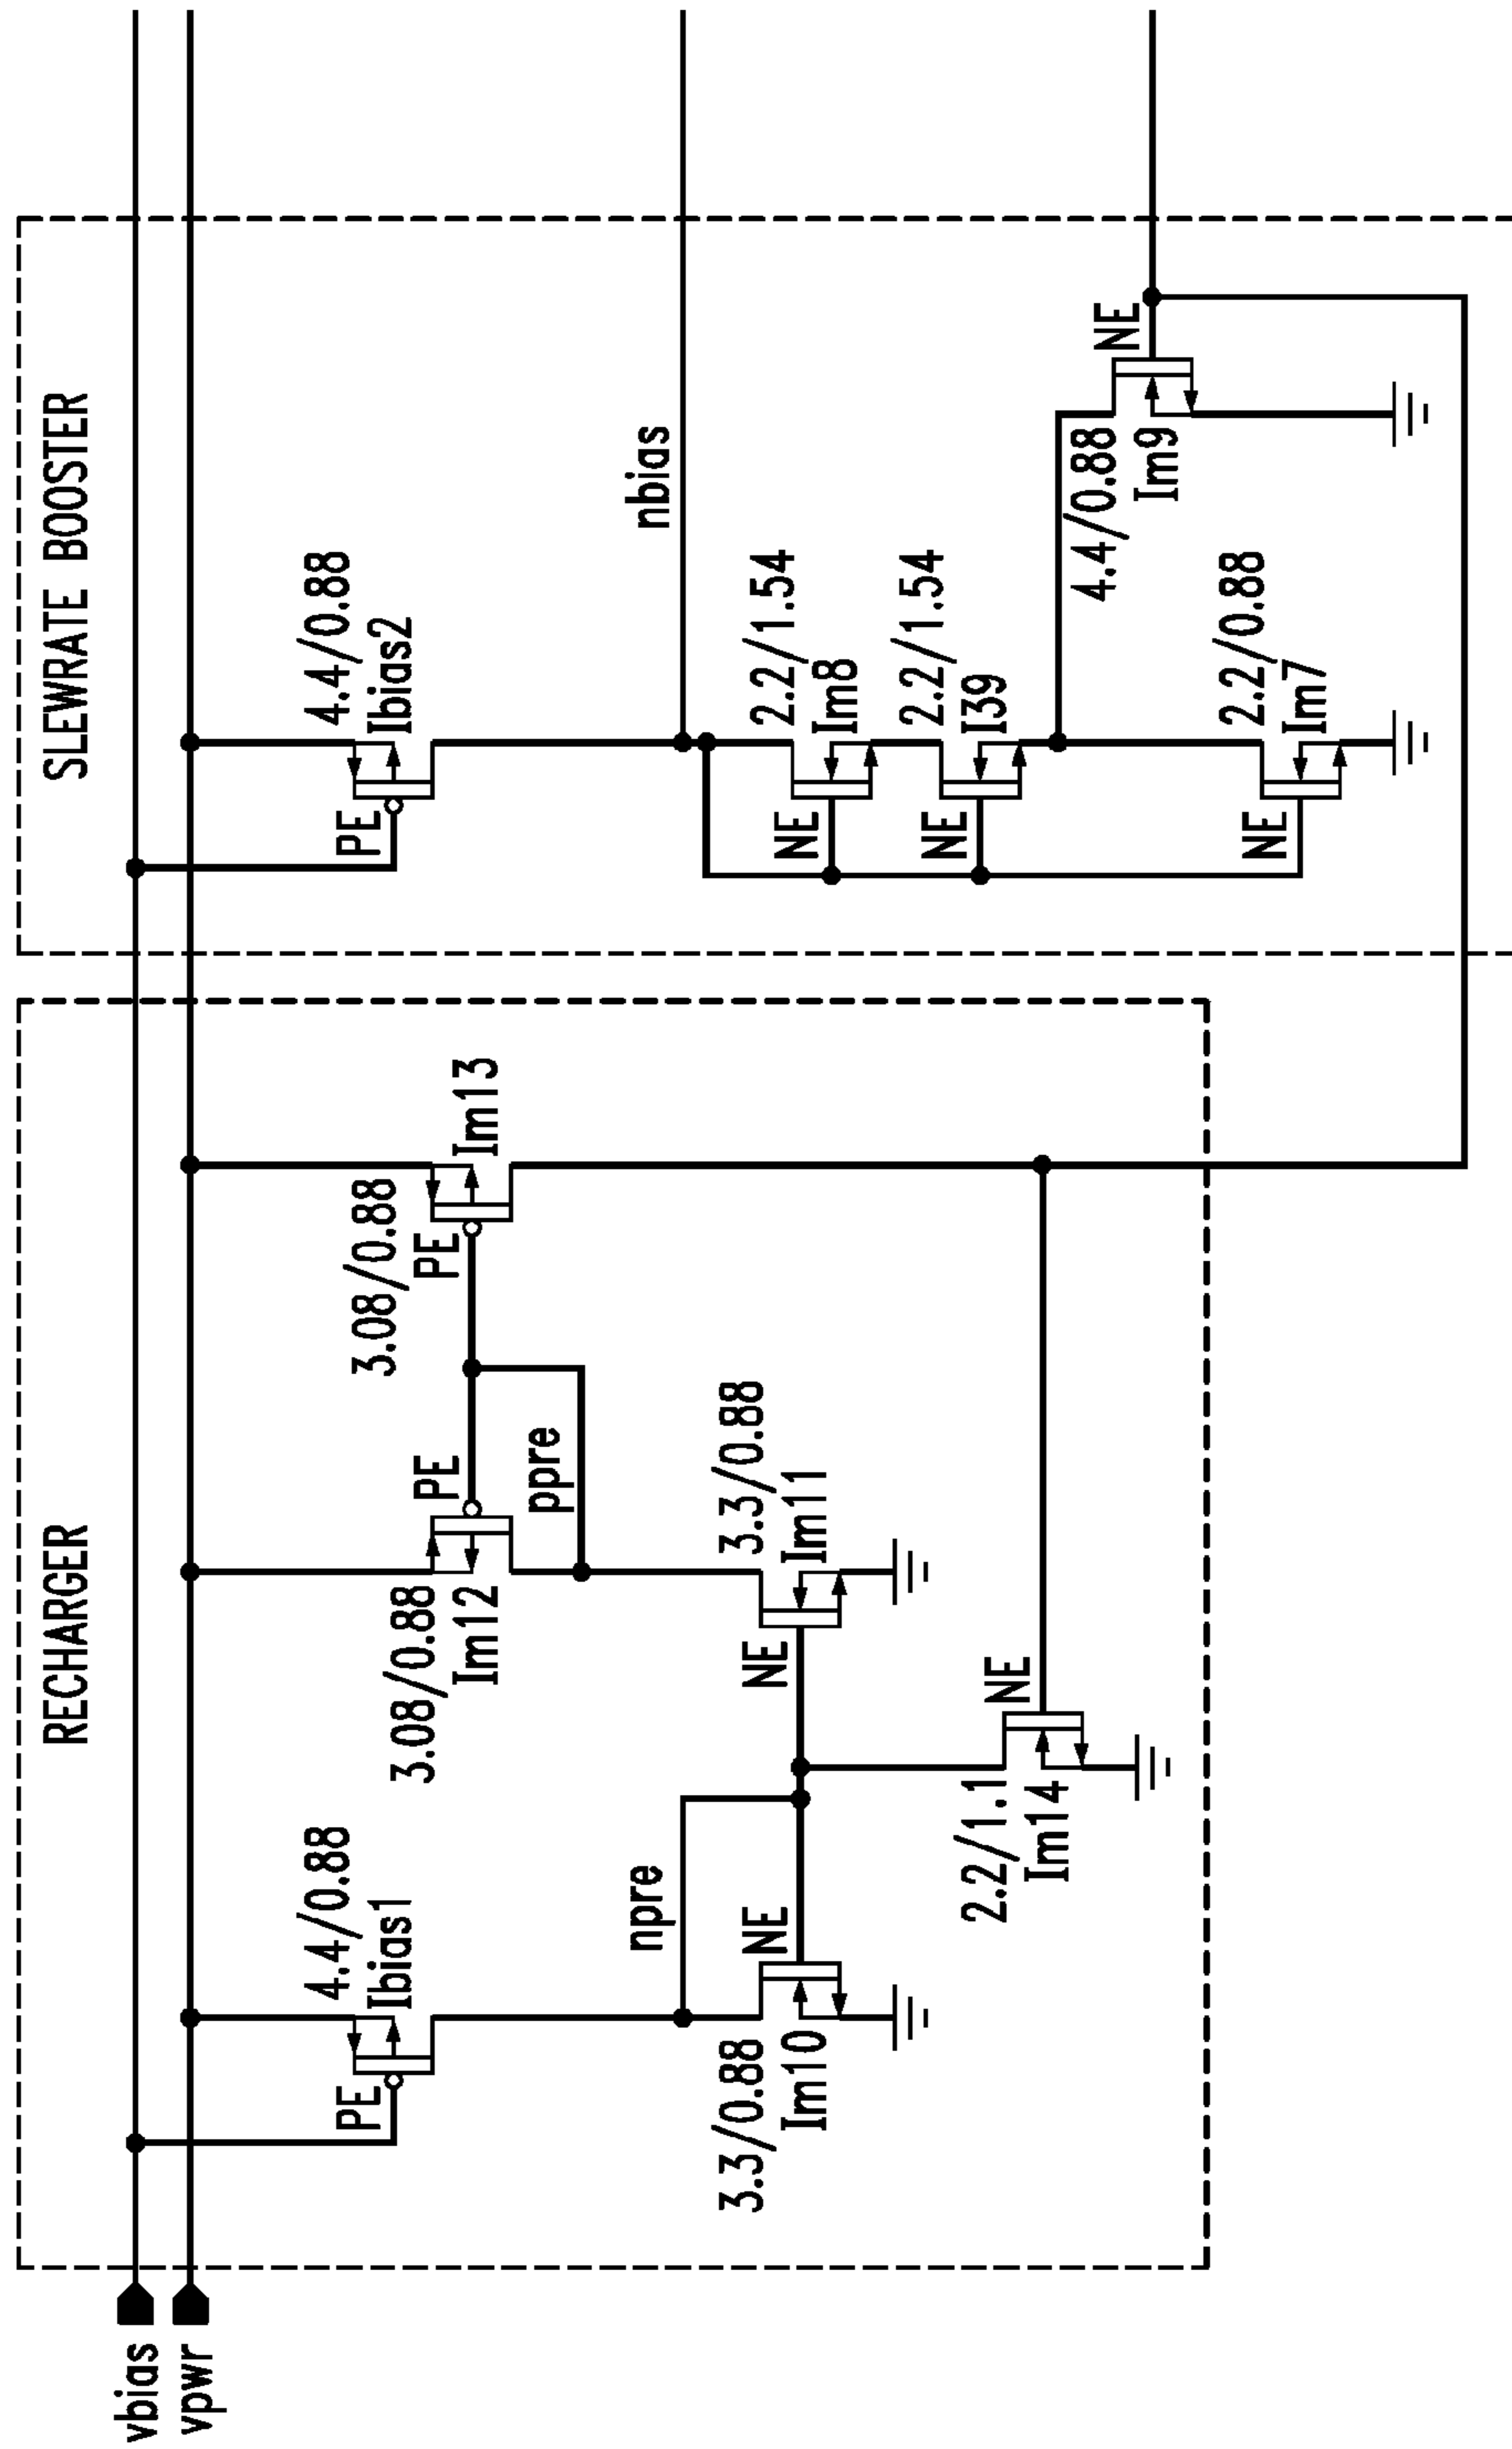 vbias
vpwr
RECHARGER
PE
4.4/0.88
Ibias1
npre
3.3/0.88
Im10
NE
3.08/0.88
Im12
PE
ppre
3.08/0.88
PE
Im13
NE
3.3/0.88
Im11
2.2/1.1
Im14
NE
SLEWRATE BOOSTER
PE
4.4/0.88
Ibias2
nbias
NE
2.2/1.54
Im8
NE
2.2/1.54
I39
NE
2.2/0.88
Im7
4.4/0.88
Im9
NE